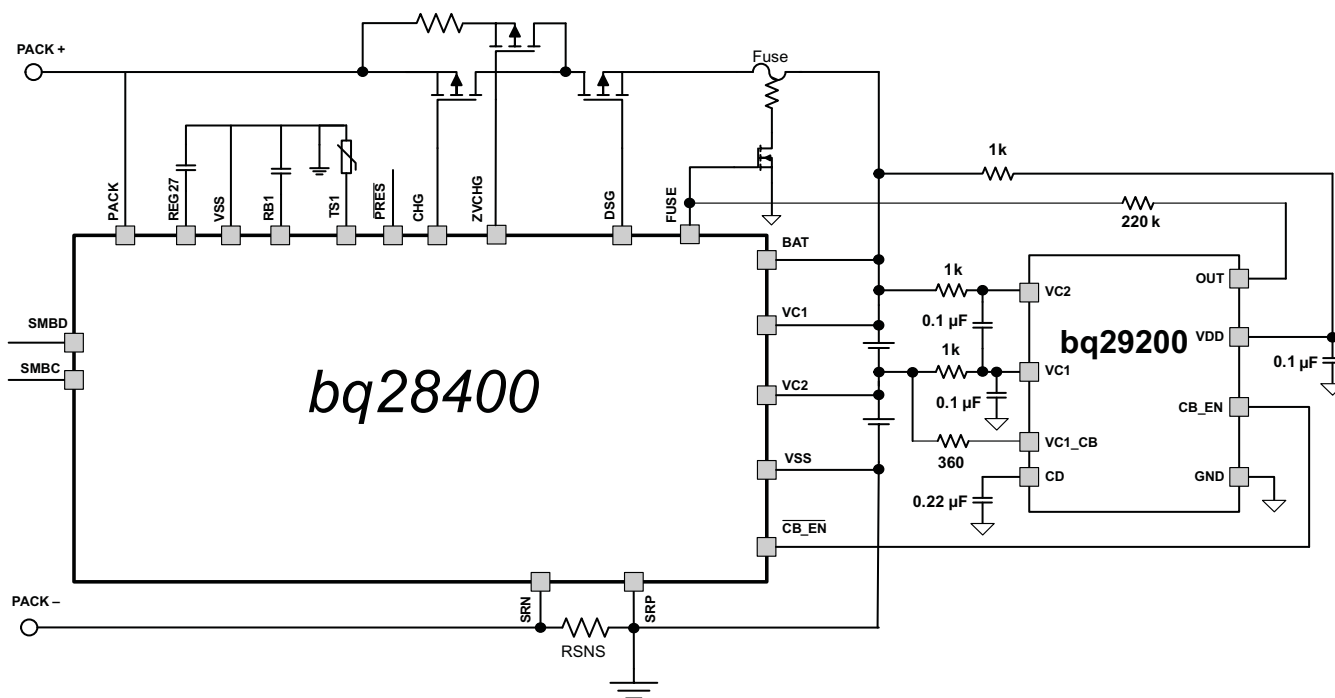 PACK +
Fuse
PACK
REG27
VSS
RB1
TS1
PRES
CHG
ZVCHG
DSG
FUSE
1k
220 k
BAT
1k
VC2
OUT
SMBD
VC1
0.1 µF
bq29200
VDD
SMBC
1k
VC1
0.1 µF
bq28400
VC2
0.1 µF
CB_EN
VC1_CB
360
VSS
CD
GND
0.22 µF
CB_EN
PACK –
SRN
SRP
RSNS